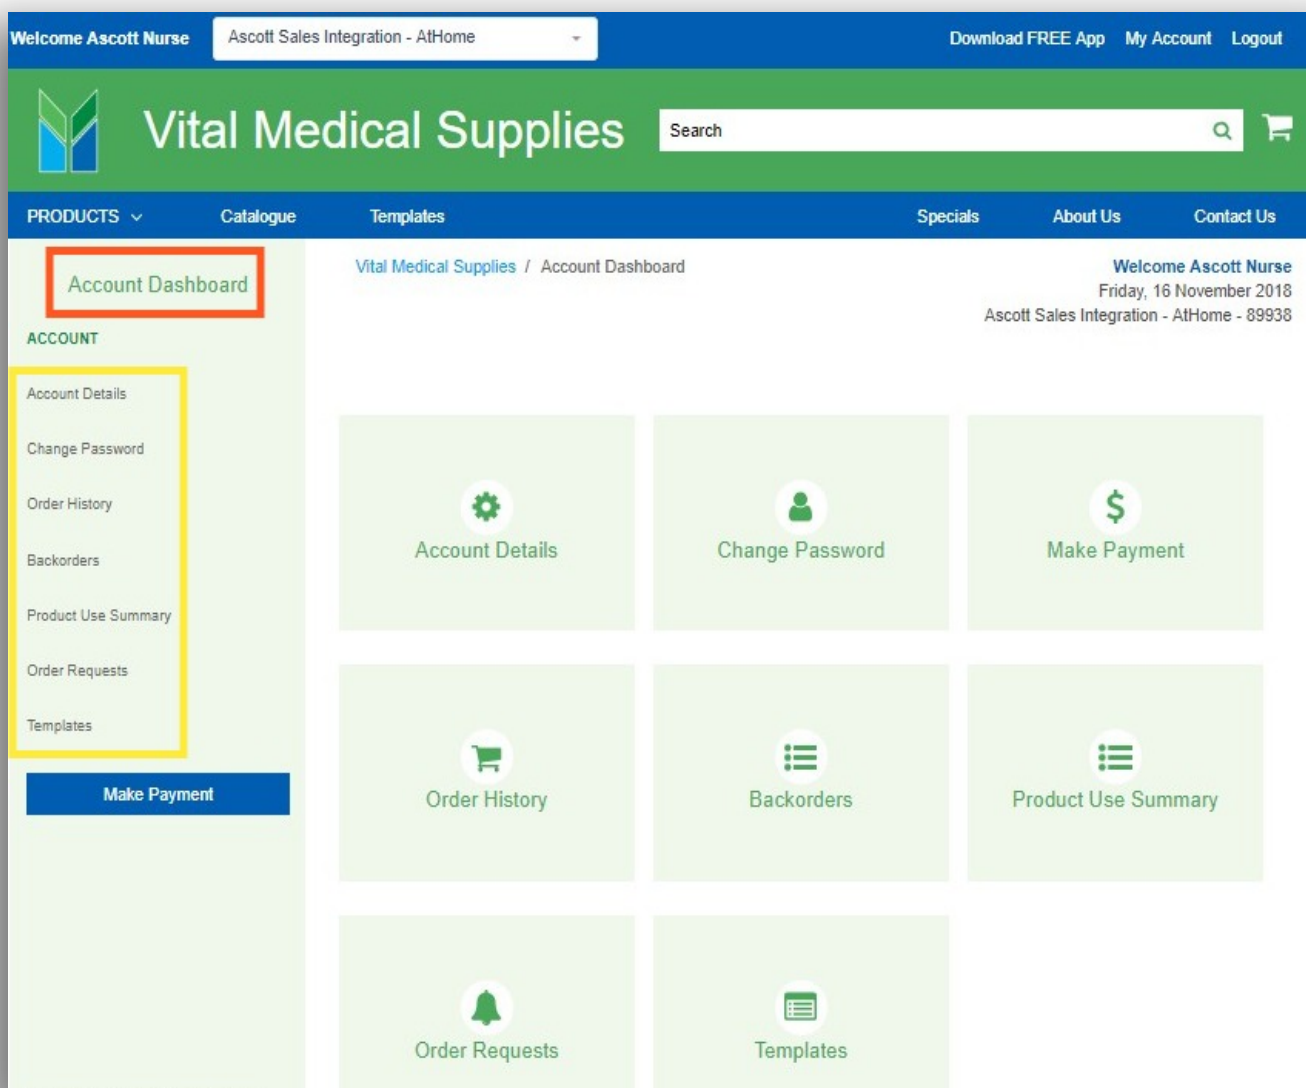 Welcome Ascott Nurse Ascott Sales Integration - AtHome Download FREE App My Account Logout
Vital Medical Supplies Search
PRODUCTS Catalogue Templates Specials About Us Contact Us
Account Dashboard
Vital Medical Supplies / Account Dashboard
Welcome Ascott Nurse
Friday, 16 November 2018
Ascott Sales Integration - AtHome - 89938
ACCOUNT
Account Details
Change Password
Order History
Backorders
Product Use Summary
Order Requests
Templates
Make Payment
Account Details Change Password Make Payment
Order History Backorders Product Use Summary
Order Requests Templates